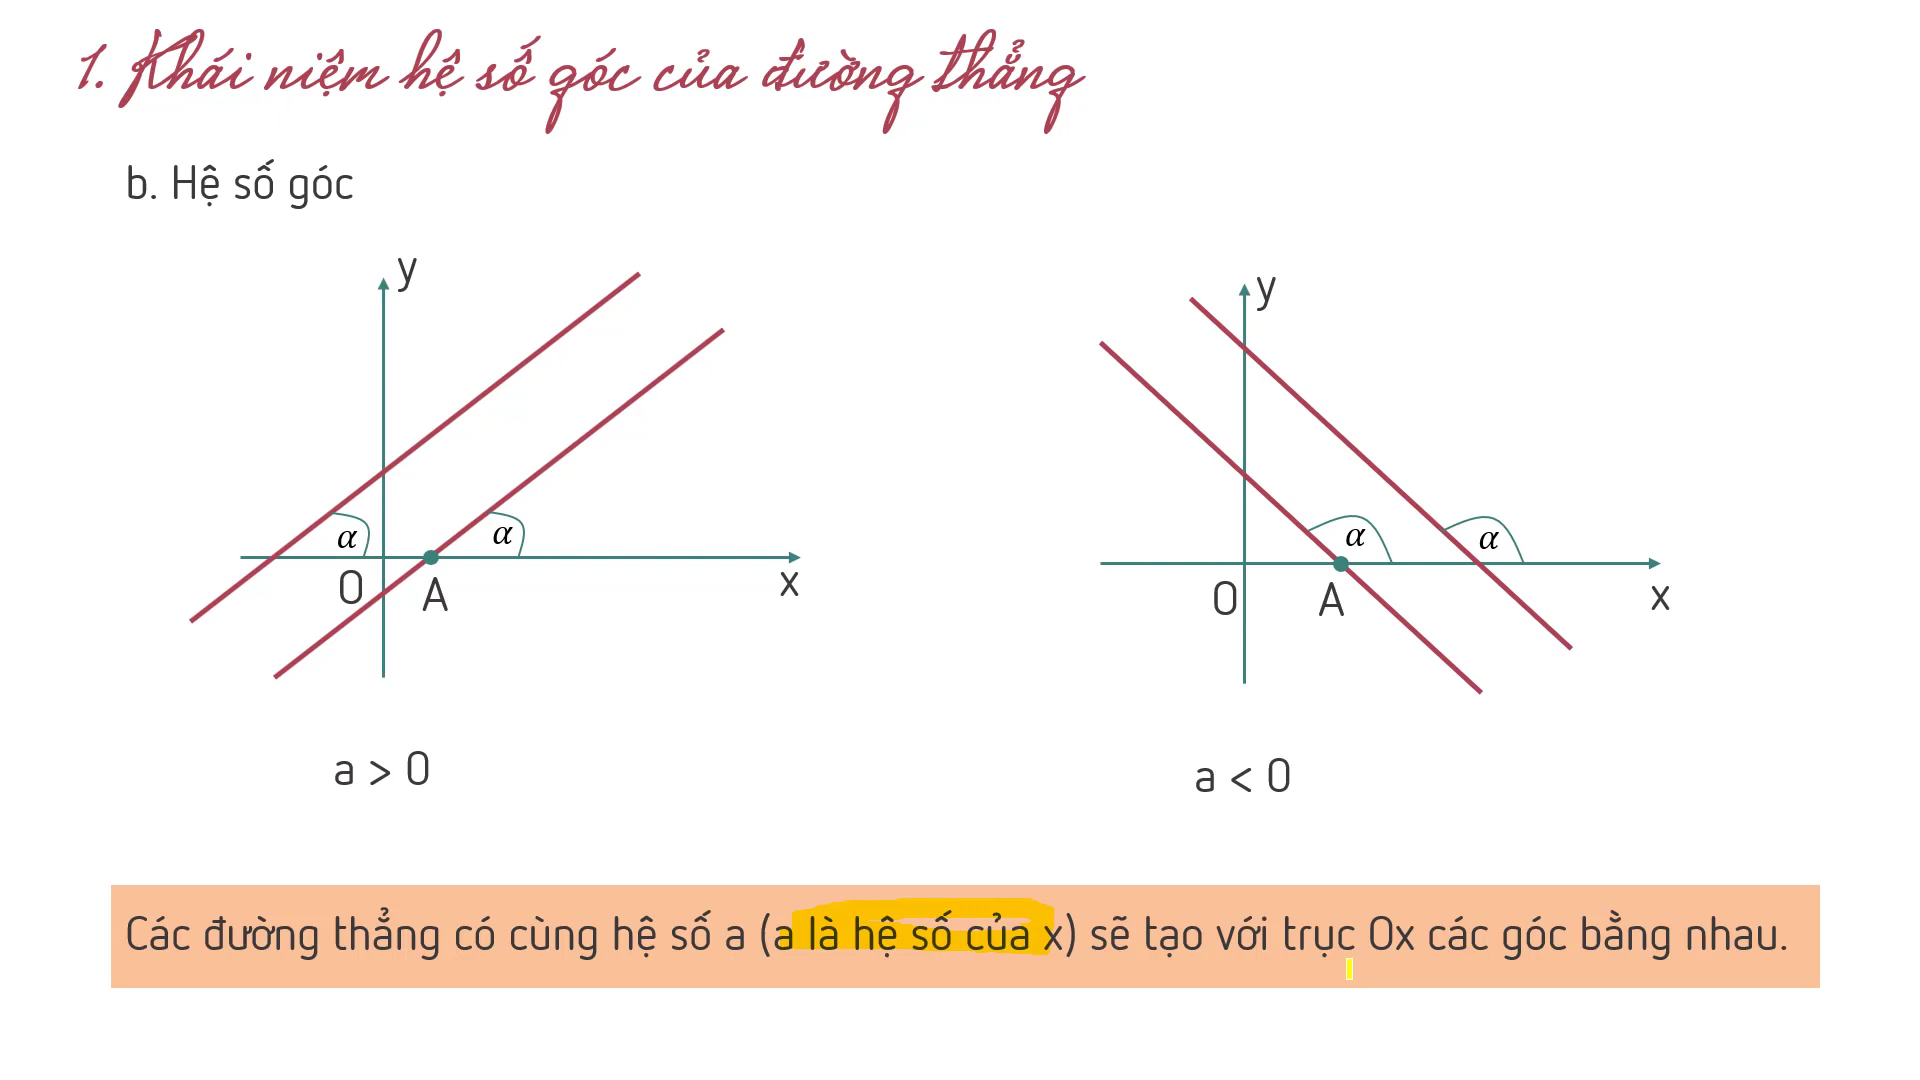 1. Khái niệm hệ số góc của đường thẳng
b. Hệ số góc
y
α
α
O
A
x
a > 0
y
α
α
O
A
x
a < 0
Các đường thẳng có cùng hệ số a (a là hệ số của x) sẽ tạo với trục Ox các góc bằng nhau.